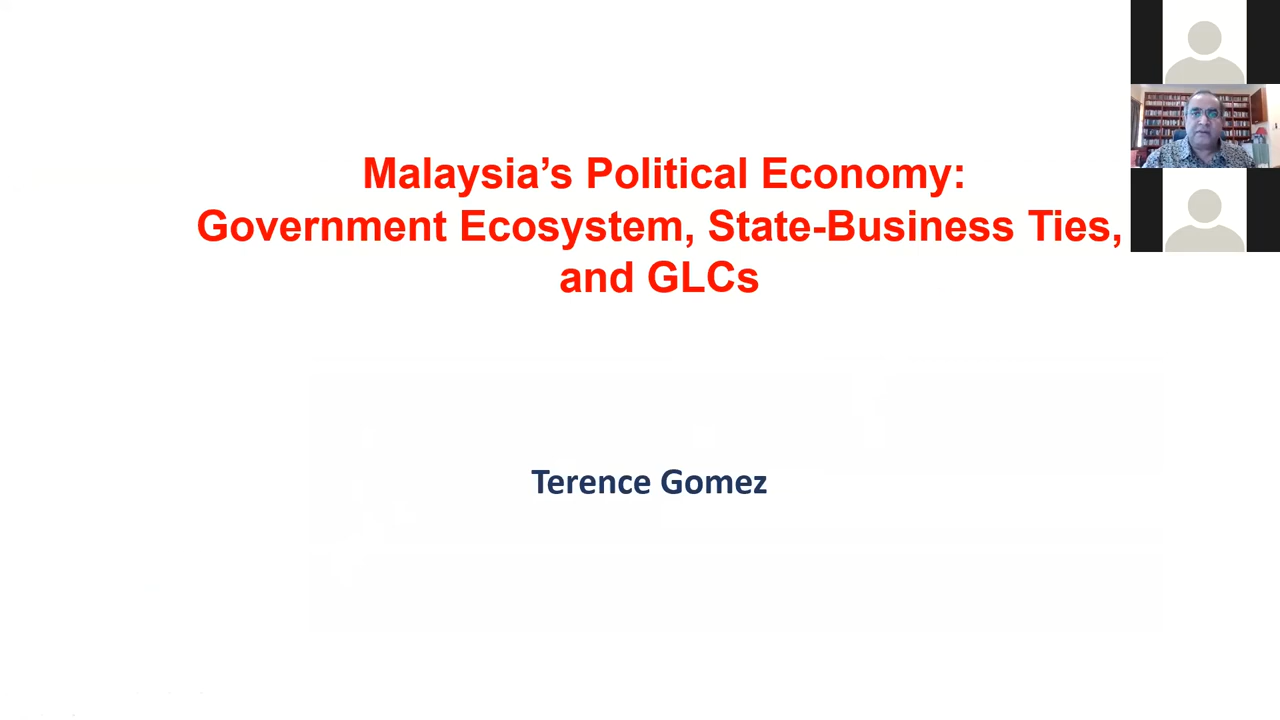 Malaysia’s Political Economy:
Government Ecosystem, State-Business Ties,
and GLCs
Terence Gomez